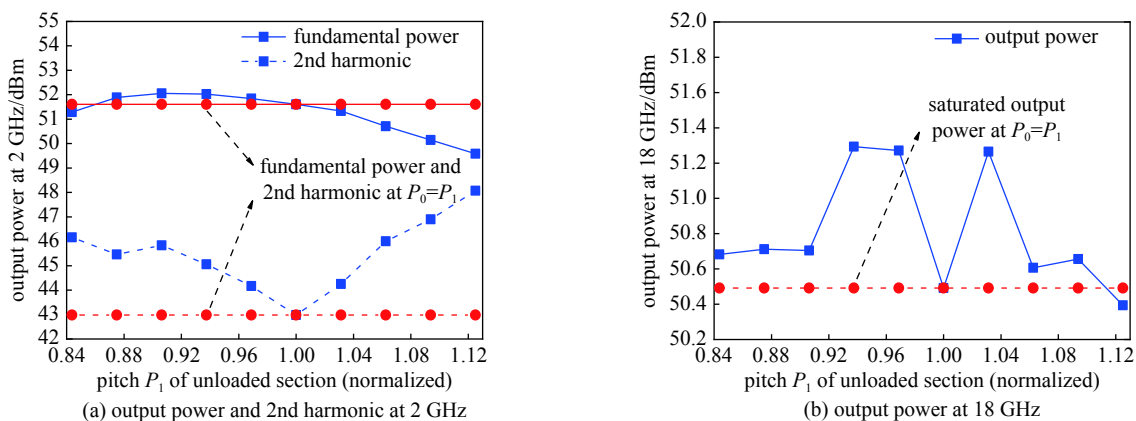 55
54
53
52
51
50
49
48
47
46
45
44
43
42
output power at 2 GHz/dBm
fundamental power
2nd harmonic
fundamental power and
2nd harmonic at P0=P1
0.84 0.88 0.92 0.96 1.00 1.04 1.08 1.12
pitch P1 of unloaded section (normalized)
(a) output power and 2nd harmonic at 2 GHz
52.0
51.8
51.6
51.4
51.2
51.0
50.8
50.6
50.4
50.2
output power at 18 GHz/dBm
output power
saturated output
power at P0=P1
0.84 0.88 0.92 0.96 1.00 1.04 1.08 1.12
pitch P1 of unloaded section (normalized)
(b) output power at 18 GHz